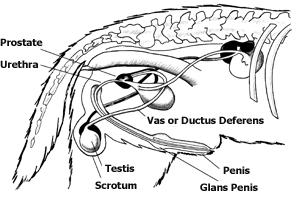 Prostate
Urethra
Vas or Ductus Deferens
Testis
Scrotum
Penis
Glans Penis